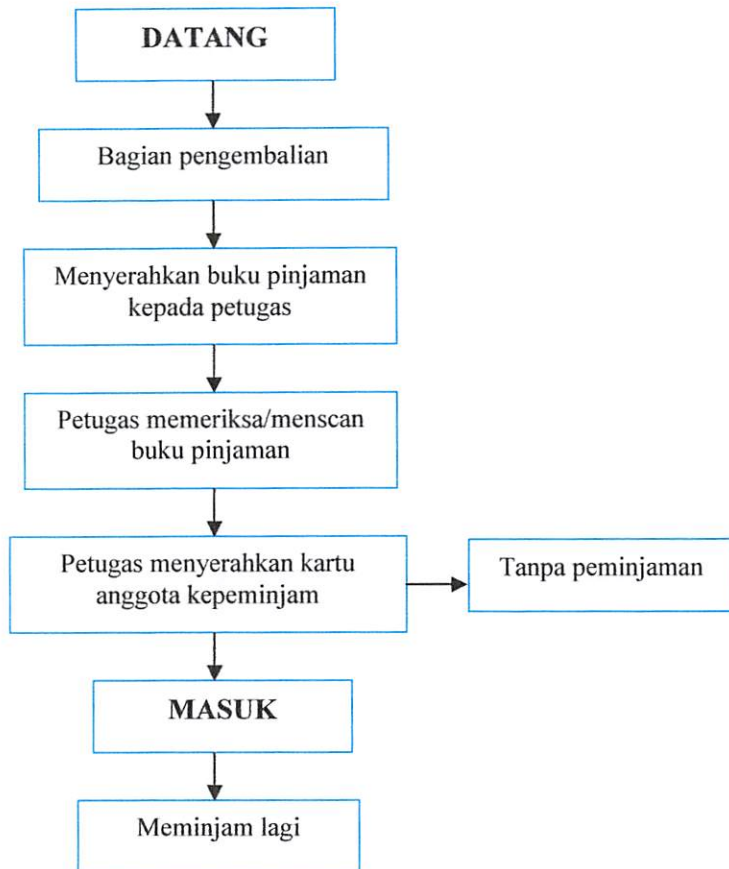 DATANG
Bagian pengembalian
Menyerahkan buku pinjaman
kepada petugas
Petugas memeriksa/menscan
buku pinjaman
Petugas menyerahkan kartu
anggota kepeminjam
Tanpa peminjaman
MASUK
Meminjam lagi